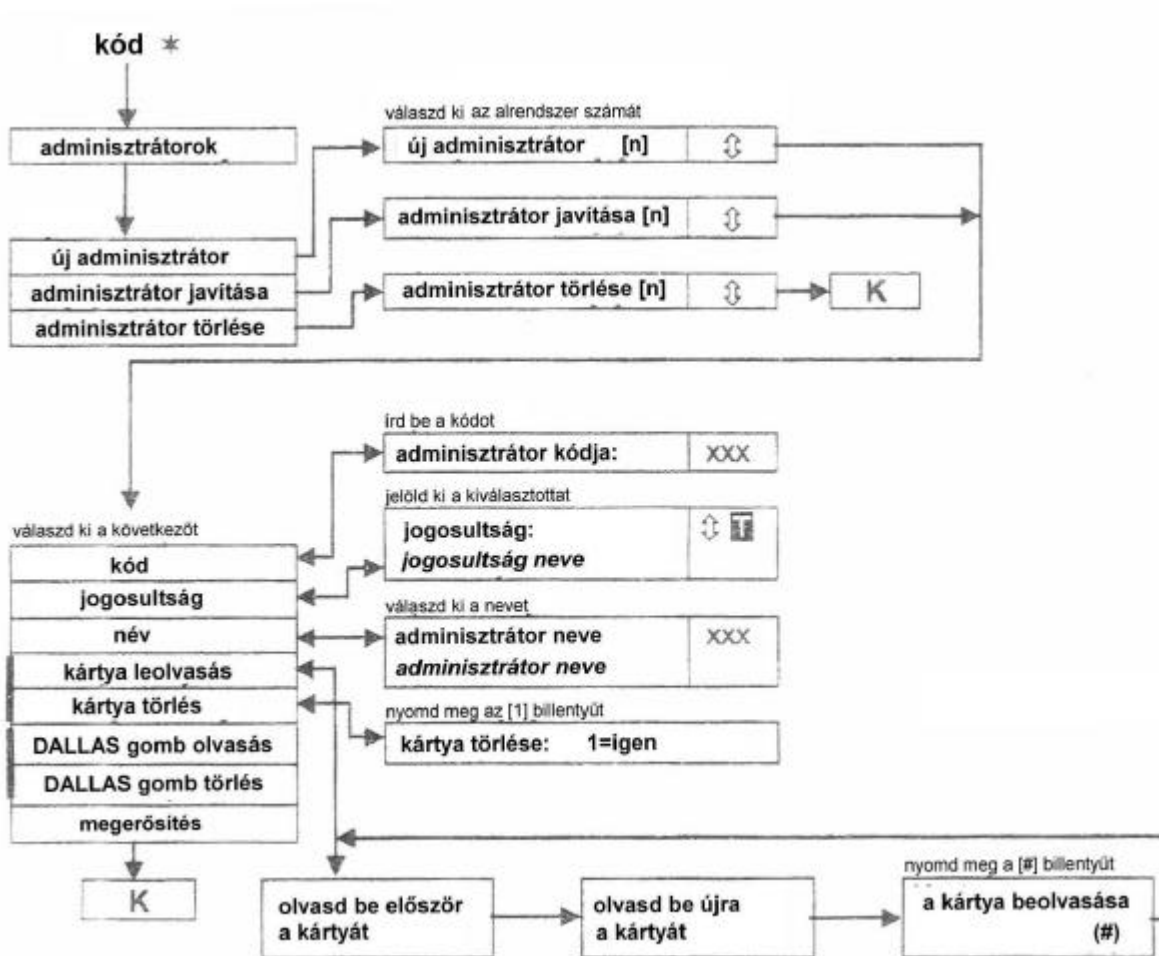 kód *
adminisztrátorok
válaszd ki az alrendszer számát
új adminisztrátor [n]
adminisztrátor javítása [n]
adminisztrátor törlése [n]
K
új adminisztrátor
adminisztrátor javítása
adminisztrátor törlése
írd be a kódot
adminisztrátor kódja: XXX
jelöld ki a kiválasztottat
jogosultság:
jogosultság neve
válaszd ki a nevet
adminisztrátor neve XXX
adminisztrátor neve
nyomd meg az [1] billentyűt
kártya törlése: 1=igen
válaszd ki a következőt
kód
jogosultság
név
kártya leolvasás
kártya törlés
DALLAS gomb olvasás
DALLAS gomb törlés
megerősítés
K
olvasd be először
a kártyát
olvasd be újra
a kártyát
nyomd meg a [#] billentyűt
a kártya beolvasása
(#)